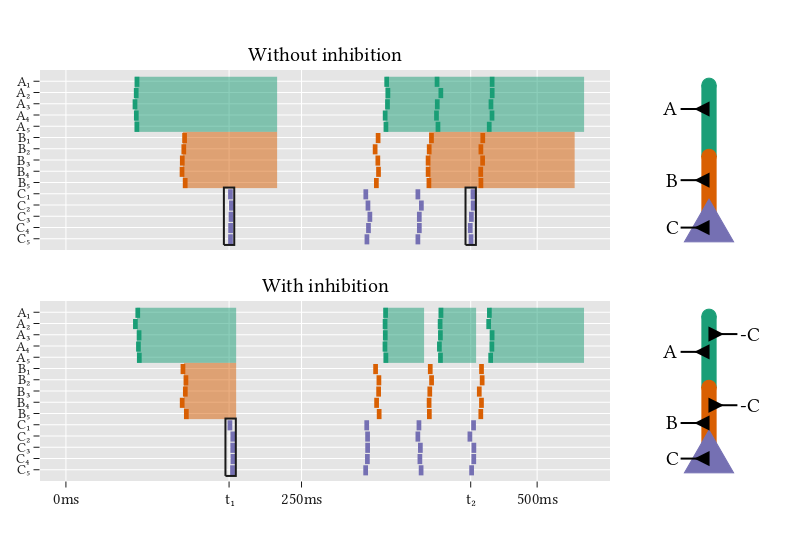 Without inhibition
A₁
A₂
A₃
A₄
A₅
B₁
B₂
B₃
B₄
B₅
C₁
C₂
C₃
C₄
C₅
A
B
C
With inhibition
A₁
A₂
A₃
A₄
A₅
B₁
B₂
B₃
B₄
B₅
C₁
C₂
C₃
C₄
C₅
-C
A
-C
B
C
0ms t₁ 250ms t₂ 500ms